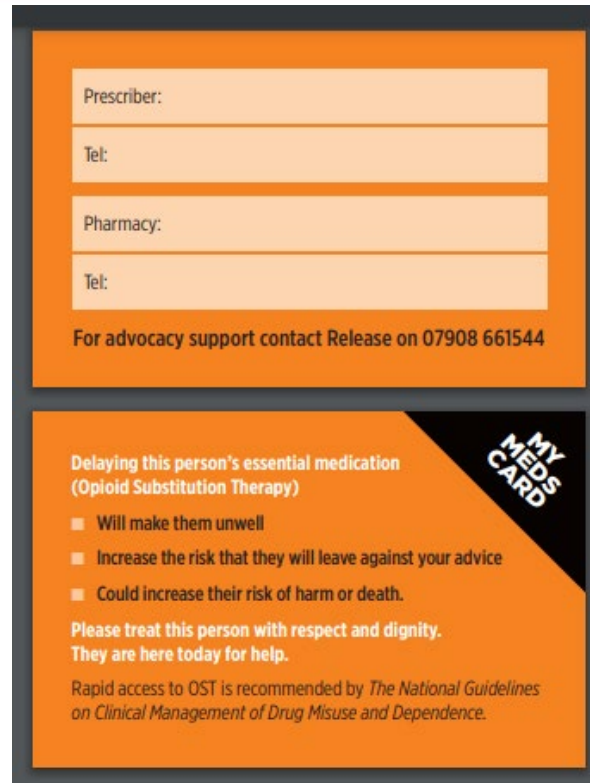 Prescriber:
Tel:
Pharmacy:
Tel:
For advocacy support contact Release on 07908 661544
MY
MEDS
CARD
Delaying this person's essential medication
(Opioid Substitution Therapy)
Will make them unwell
Increase the risk that they will leave against your advice
Could increase their risk of harm or death.
Please treat this person with respect and dignity.
They are here today for help.
Rapid access to OST is recommended by The National Guidelines
on Clinical Management of Drug Misuse and Dependence.